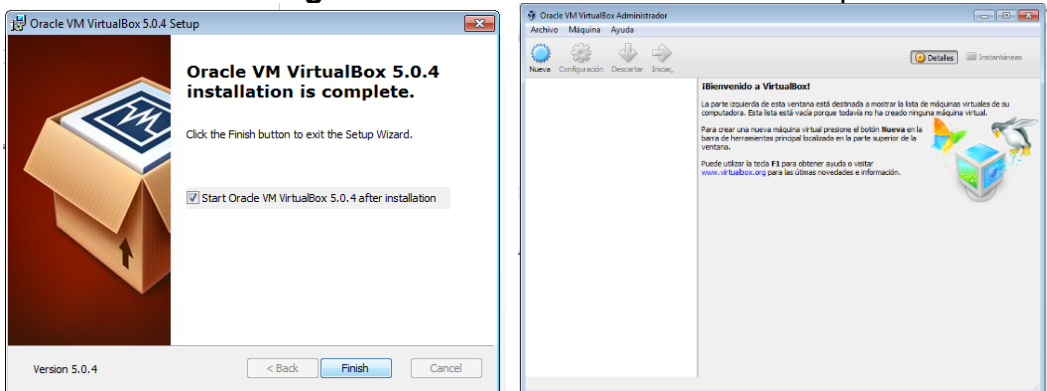 Oracle VM VirtualBox 5.0.4 Setup
Oracle VM VirtualBox 5.0.4
installation is complete.
Click the Finish button to exit the Setup Wizard.
Start Oracle VM VirtualBox 5.0.4 after installation
Version 5.0.4
< Back Finish Cancel
Oracle VM VirtualBox Administrador
Archivo Máquina Ayuda
Nueva Configuración Descartar Iniciar,
Detalles Instantáneas
¡Bienvenido a VirtualBox!
La parte izquierda de esta ventana está destinada a mostrar la lista de máquinas virtuales de su
computadora. Esta lista está vacía porque todavía no ha creado ninguna máquina virtual.
Para crear una nueva máquina virtual presione el botón Nueva en la
barra de herramientas principal localizada en la parte superior de la
ventana.
Puede utilizar la tecla F1 para obtener ayuda o visitar
www.virtualbox.org para las útimas novedades e información.